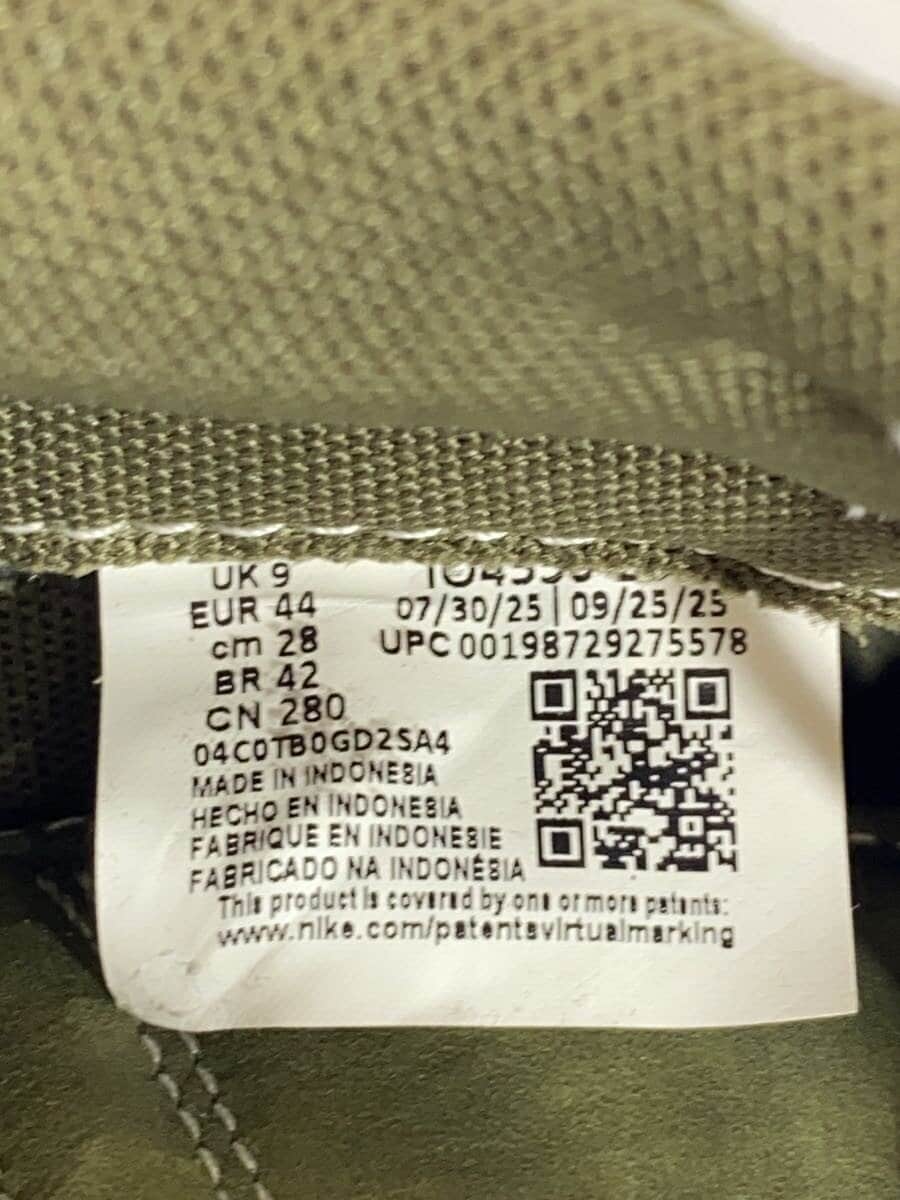 UK 9
EUR 44
cm 28
BR 42
CN 280
04C0TB0GD2SA4
MADE IN INDONESIA
HECHO EN INDONESIA
FABRIQUE EN INDONESIE
FABRICADO NA INDONÉSIA
07/30/25 | 09/25/25
UPC 00198729275578
This product is covered by one or more patents:
www.nike.com/patentsvirtualmarking